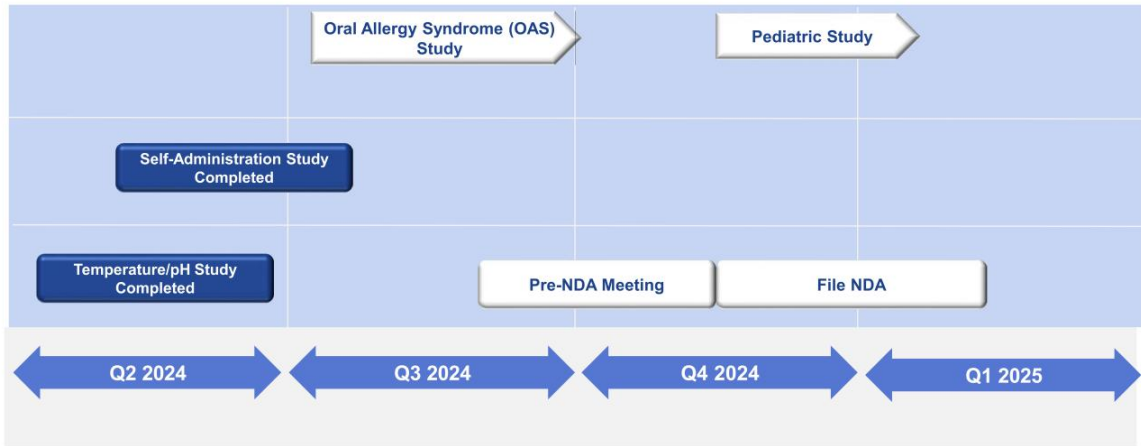 Oral Allergy Syndrome (OAS)
Study
Pediatric Study
Self-Administration Study
Completed
Temperature/pH Study
Completed
Pre-NDA Meeting
File NDA
Q2 2024
Q3 2024
Q4 2024
Q1 2025